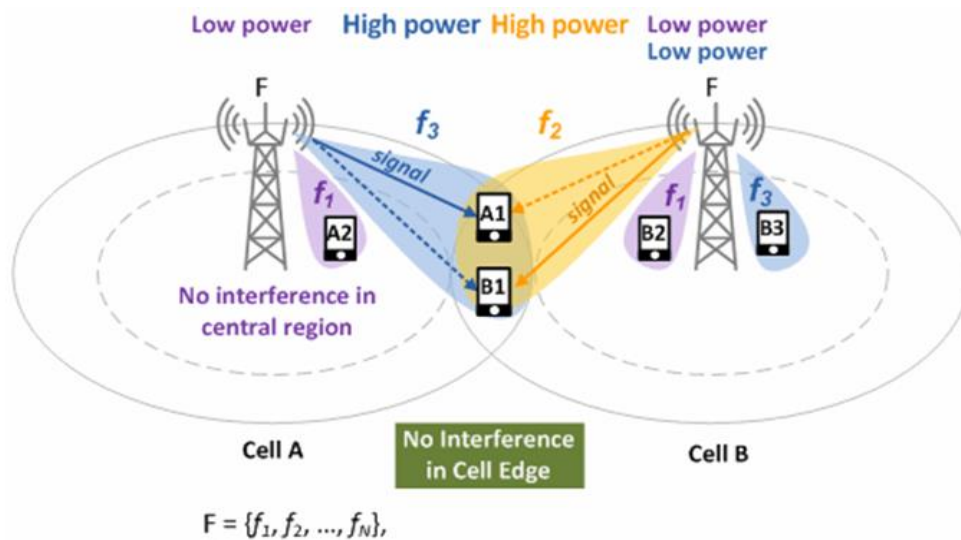 Low power
High power
High power
Low power
Low power
F
F
f3
f2
signal
signal
f1
A2
A1
B1
f1
B2
f3
B3
No interference in
central region
Cell A
No Interference
in Cell Edge
Cell B
F = {f1, f2, ..., fN},